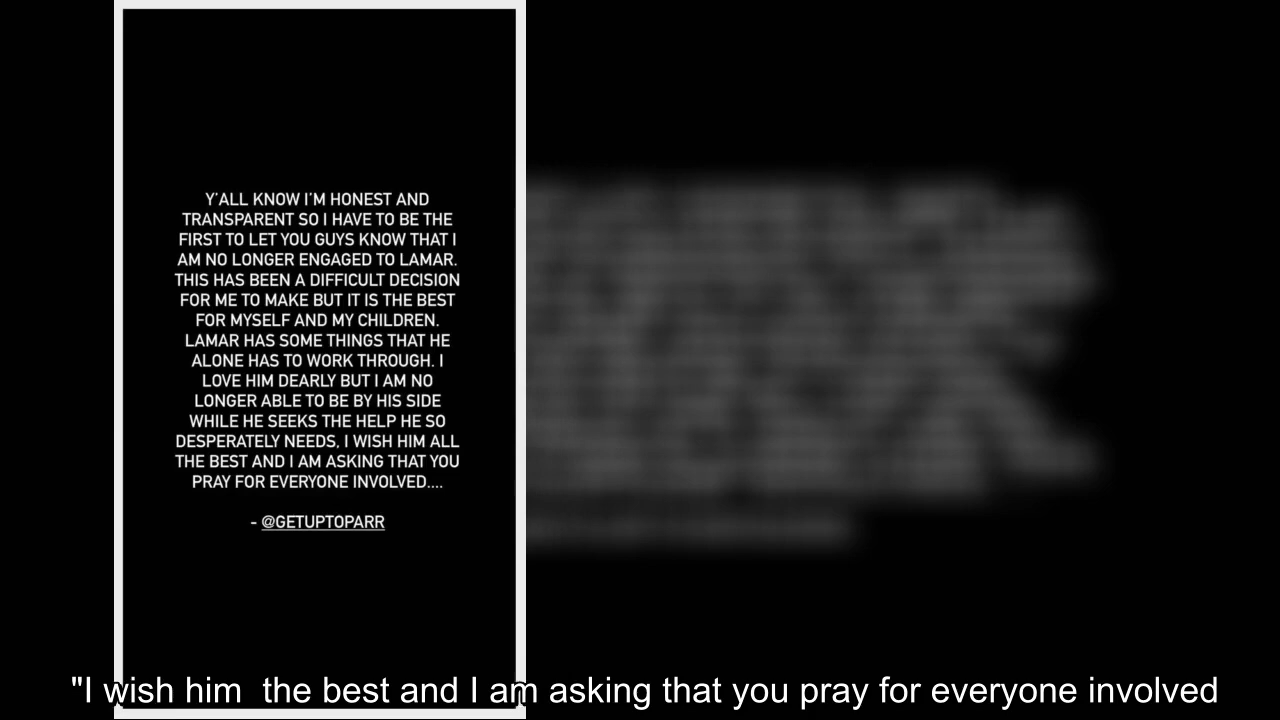 Y'ALL KNOW I'M HONEST AND
TRANSPARENT SO I HAVE TO BE THE
FIRST TO LET YOU GUYS KNOW THAT I
AM NO LONGER ENGAGED TO LAMAR.
THIS HAS BEEN A DIFFICULT DECISION
FOR ME TO MAKE BUT IT IS THE BEST
FOR MYSELF AND MY CHILDREN.
LAMAR HAS SOME THINGS THAT HE
ALONE HAS TO WORK THROUGH. I
LOVE HIM DEARLY BUT I AM NO
LONGER ABLE TO BE BY HIS SIDE
WHILE HE SEEKS THE HELP HE SO
DESPERATELY NEEDS, I WISH HIM ALL
THE BEST AND I AM ASKING THAT YOU
PRAY FOR EVERYONE INVOLVED....
- @GETUPTOPARR
"I wish him  the best and I am asking that you pray for everyone involved